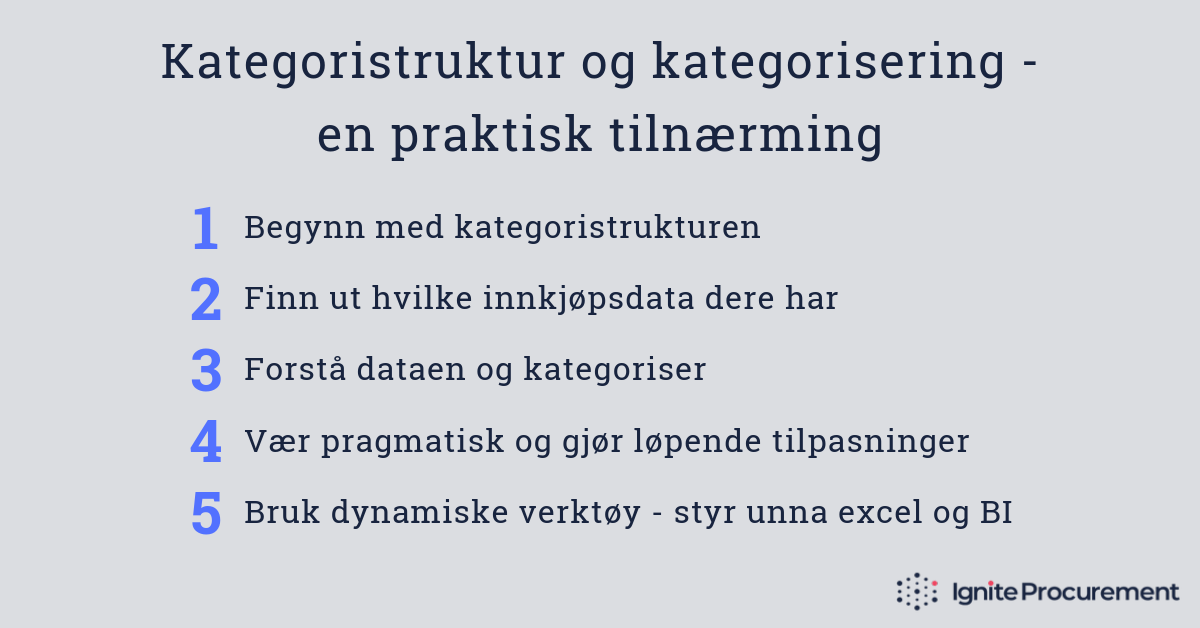 Kategoristruktur og kategorisering -
en praktisk tilnærming
1 Begynn med kategoristrukturen
2 Finn ut hvilke innkjøpsdata dere har
3 Forstå dataen og kategoriser
4 Vær pragmatisk og gjør løpende tilpasninger
5 Bruk dynamiske verktøy - styr unna excel og BI
Ignite Procurement